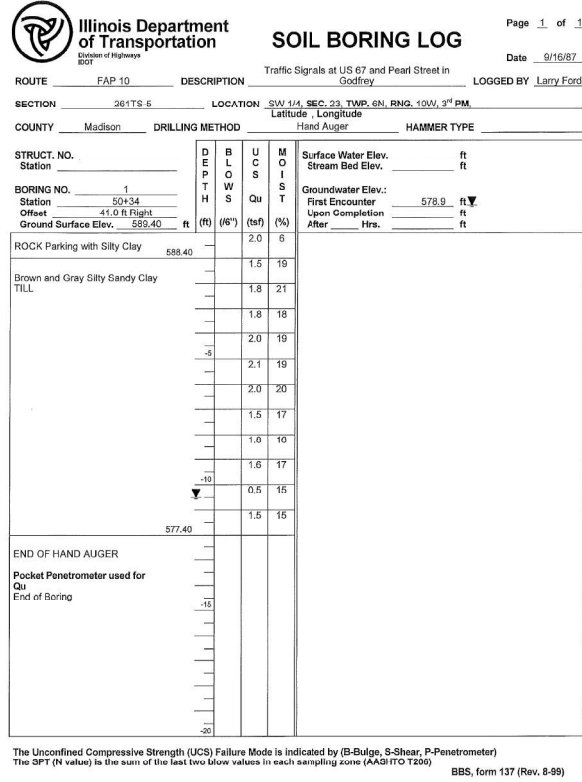 Illinois Department
of Transportation
Division of Highways
IDOT
SOIL BORING LOG
Page 1 of 1
Date 9/16/87
ROUTE FAP 10 DESCRIPTION Traffic Signals at US 67 and Pearl Street in Godfrey LOGGED BY Larry Ford
SECTION 261TS-5 LOCATION SW 1/4, SEC. 23, TWP. 6N, RNG. 10W, 3rd PM,
Latitude , Longitude
COUNTY Madison DRILLING METHOD Hand Auger HAMMER TYPE
STRUCT. NO.
Station
BORING NO. 1
Station 50+34
Offset 41.0 ft Right
Ground Surface Elev. 589.40 ft
DEPTH (ft)
BLOWS (/6")
UCS Qu (tsf)
MOIST (%)
Surface Water Elev. ft
Stream Bed Elev. ft
Groundwater Elev.:
First Encounter 578.9 ft
Upon Completion ft
After Hrs. ft
ROCK Parking with Silty Clay 2.0 6
588.40
1.5 19
Brown and Gray Silty Sandy Clay
TILL 1.8 21
1.8 18
2.0 19
-5
2.1 19
2.0 20
1.5 17
10
1.6 17
-10
0.5 15
1.5 15
577.40
END OF HAND AUGER
Pocket Penetrometer used for
Qu
End of Boring
-15
-20
The Unconfined Compressive Strength (UCS) Failure Mode is indicated by (B-Bulge, S-Shear, P-Penetrometer)
The SPT (N value) is the sum of the last two blow values in each sampling zone (AASHTO T206)
BBS, form 137 (Rev. 8-99)